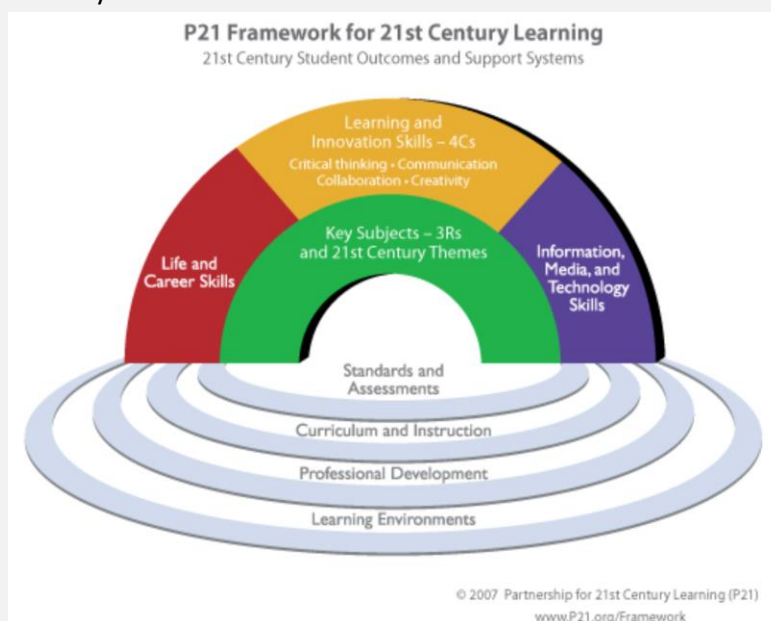 P21 Framework for 21st Century Learning
21st Century Student Outcomes and Support Systems
Learning and
Innovation Skills – 4Cs
Critical thinking • Communication
Collaboration • Creativity
Key Subjects – 3Rs
and 21st Century Themes
Life and
Career Skills
Information,
Media, and
Technology
Skills
Standards and
Assessments
Curriculum and Instruction
Professional Development
Learning Environments
© 2007 Partnership for 21st Century Learning (P21)
www.P21.org/Framework